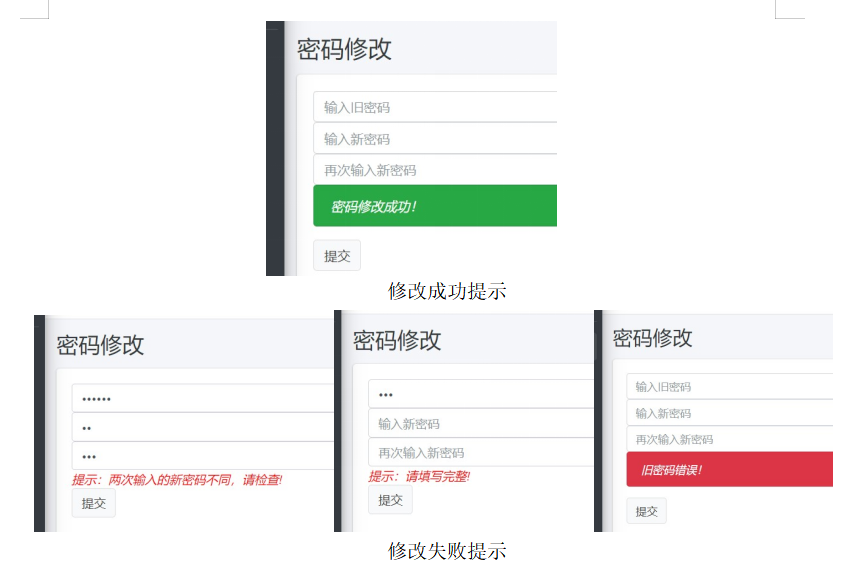 密码修改
输入旧密码
输入新密码
再次输入新密码
密码修改成功!
提交
修改成功提示
密码修改
••••••
••
•••
提示：两次输入的新密码不同，请检查!
提交
密码修改
•••
输入新密码
再次输入新密码
提示：请填写完整!
提交
密码修改
输入旧密码
输入新密码
再次输入新密码
旧密码错误!
提交
修改失败提示